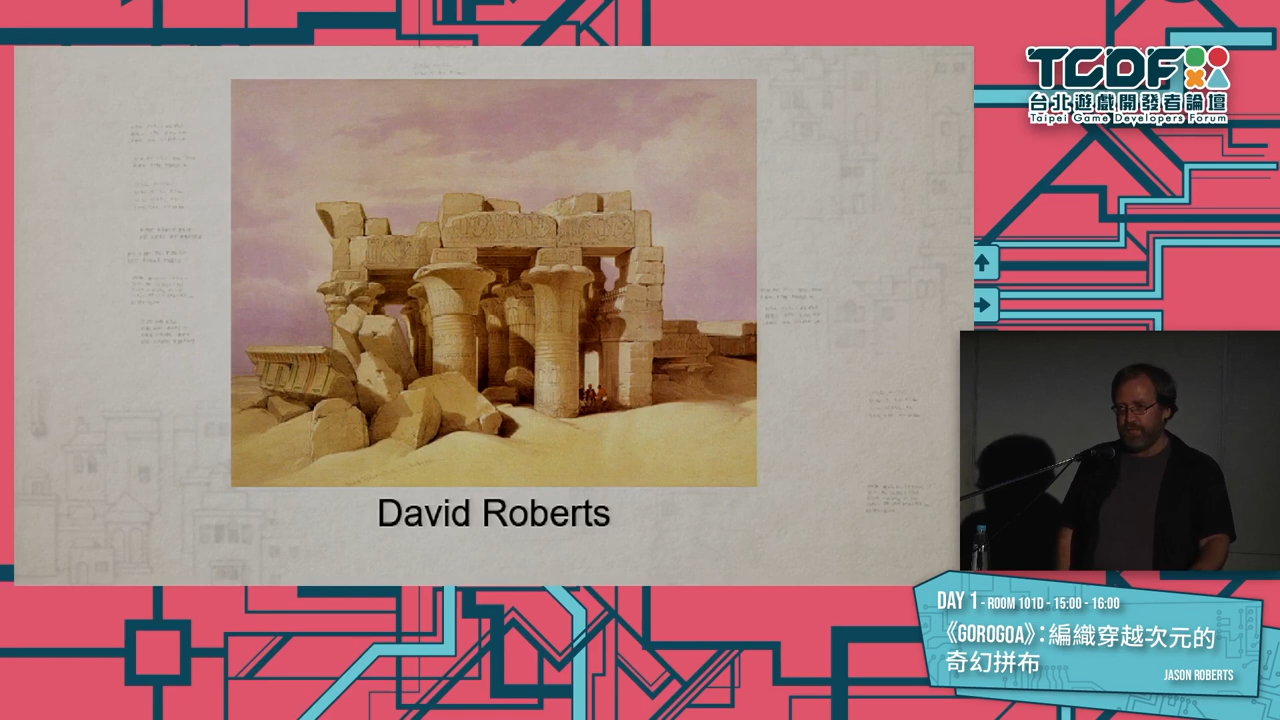 TGDF
台北遊戲開發者論壇
Taipei Game Developers Forum
David Roberts
DAY 1 - ROOM 101D - 15:00 - 16:00
《GOROGOA》：編織穿越次元的
奇幻拼布
JASON ROBERTS